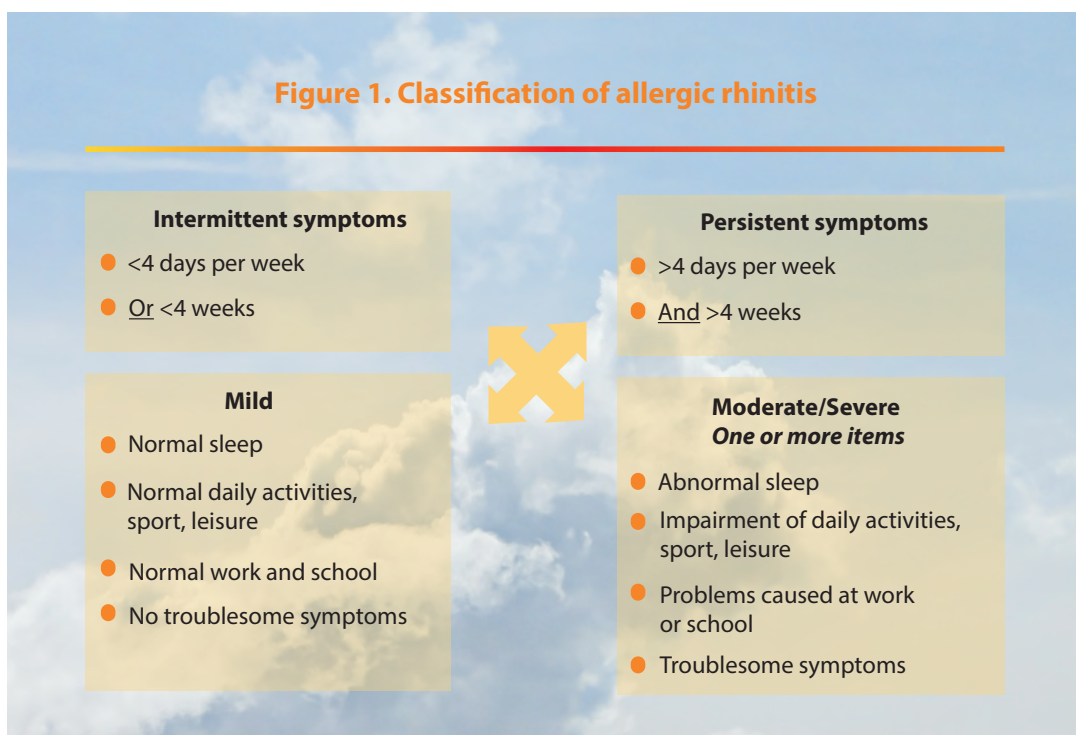 Figure 1. Classification of allergic rhinitis
Intermittent symptoms
<4 days per week
Or <4 weeks
Persistent symptoms
>4 days per week
And >4 weeks
Mild
Normal sleep
Normal daily activities,
sport, leisure
Normal work and school
No troublesome symptoms
Moderate/Severe
One or more items
Abnormal sleep
Impairment of daily activities,
sport, leisure
Problems caused at work
or school
Troublesome symptoms